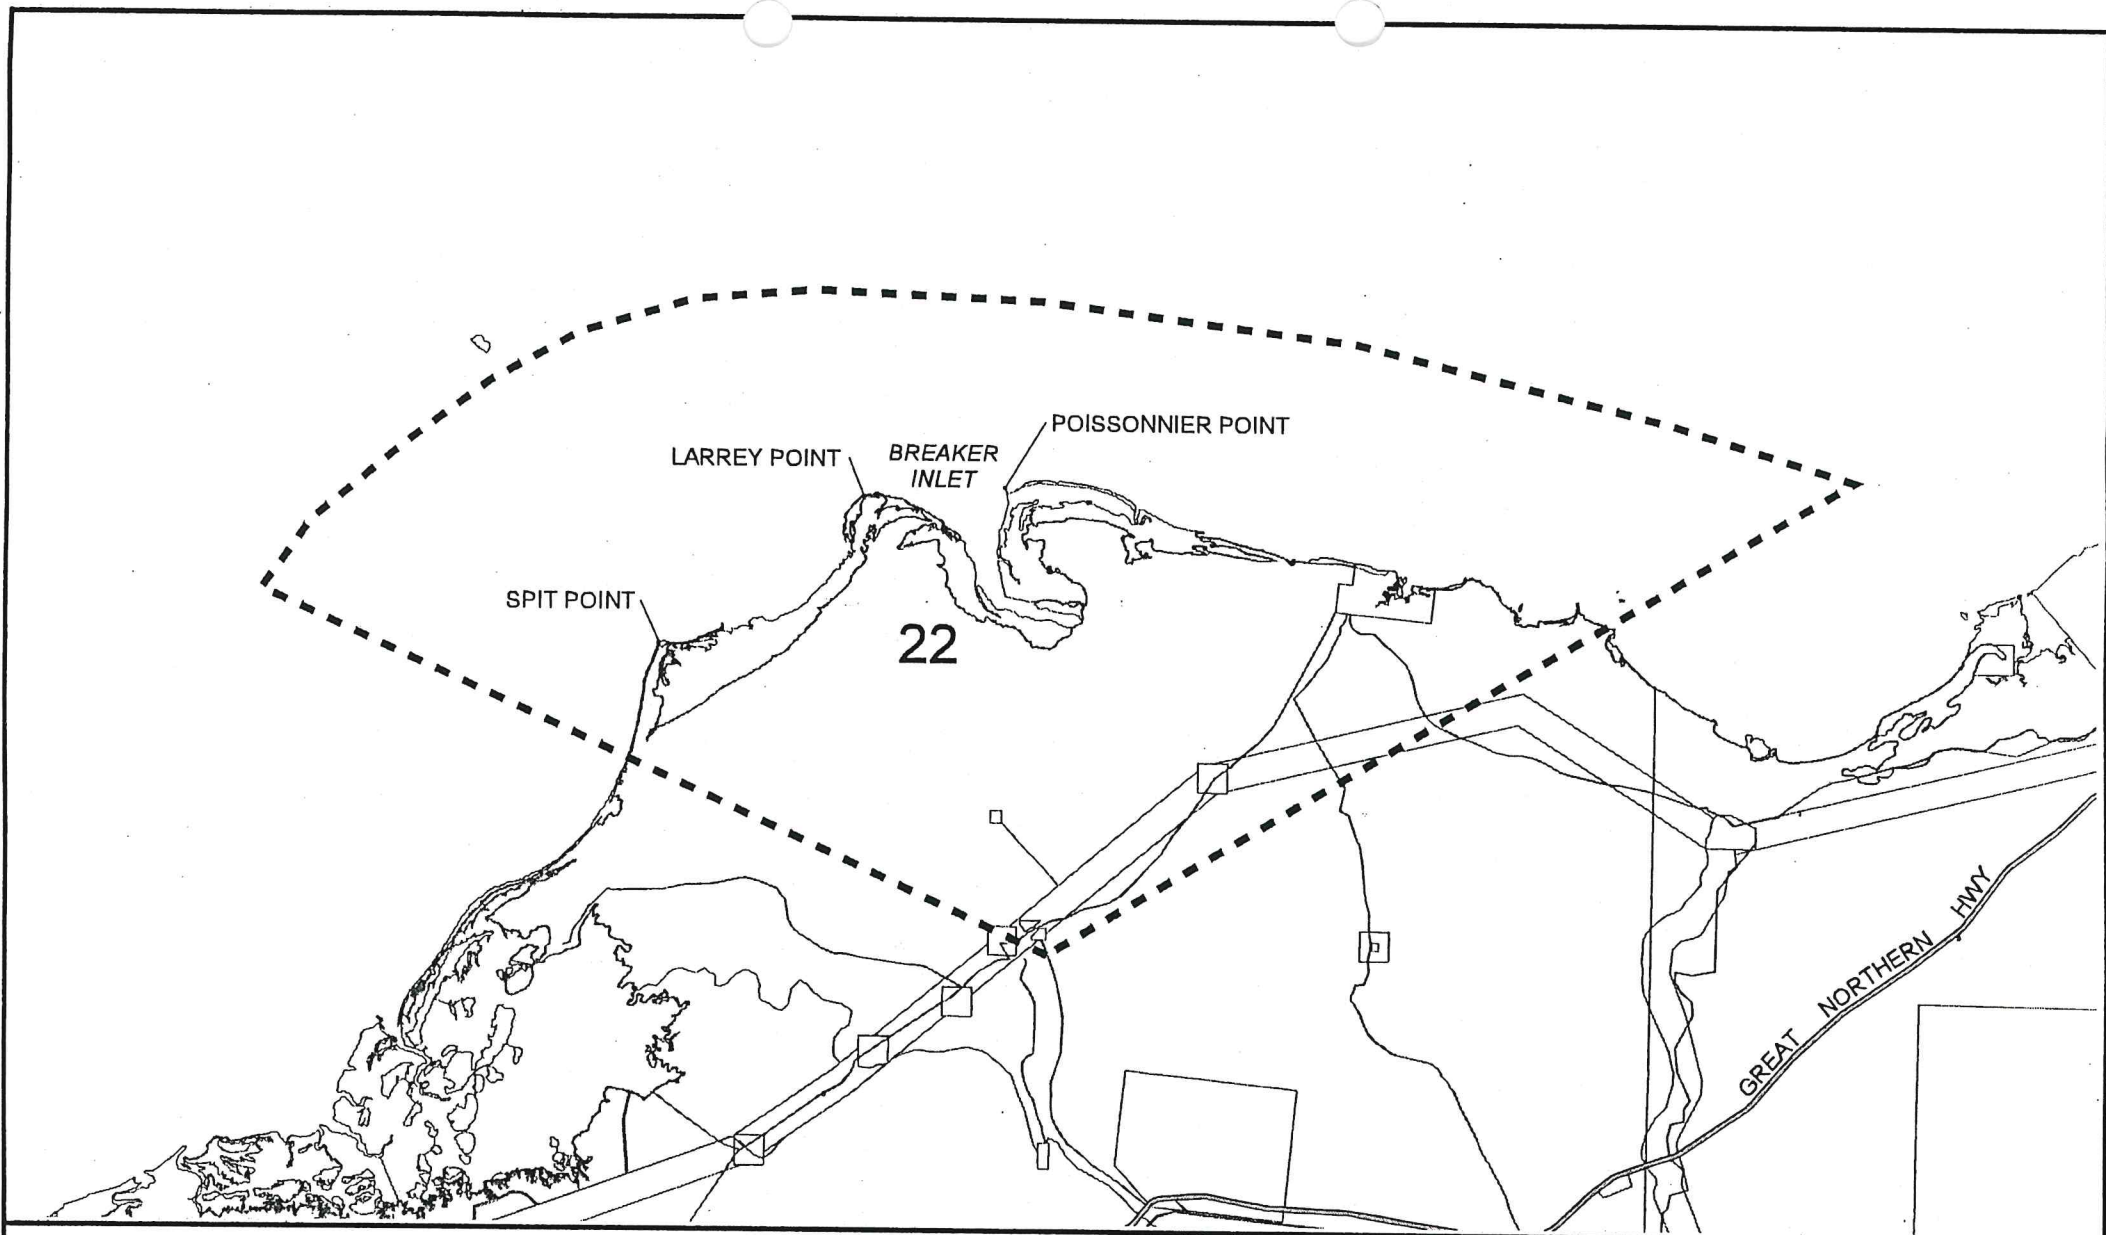 POISSONNIER POINT
LARREY POINT
BREAKER
INLET
SPIT POINT
22
GREAT NORTHERN HWY